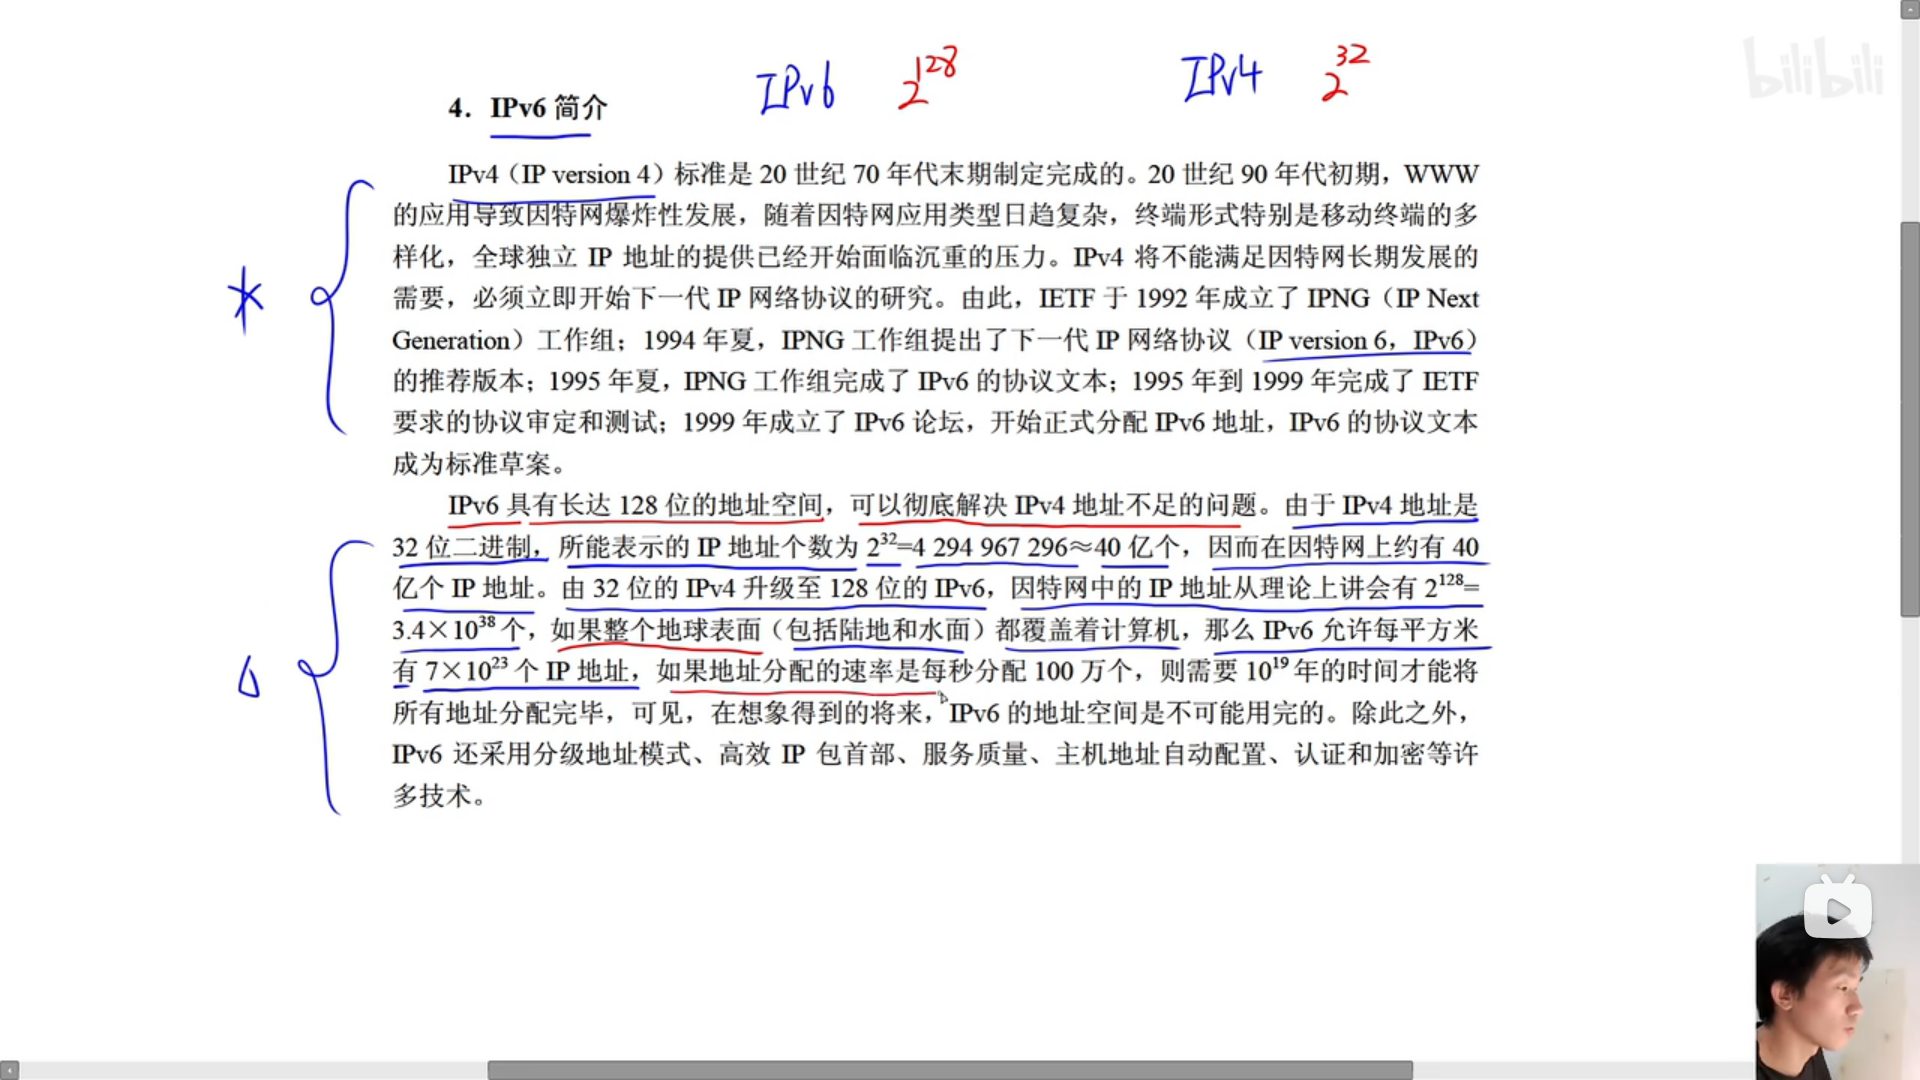 IPv6 2^128 IPv4 2^32
bilibili
4. IPv6 简介
IPv4（IP version 4）标准是 20 世纪 70 年代末期制定完成的。20 世纪 90 年代初期，WWW
的应用导致因特网爆炸性发展，随着因特网应用类型日趋复杂，终端形式特别是移动终端的多
样化，全球独立 IP 地址的提供已经开始面临沉重的压力。IPv4 将不能满足因特网长期发展的
需要，必须立即开始下一代 IP 网络协议的研究。由此，IETF 于 1992 年成立了 IPNG（IP Next
Generation）工作组；1994 年夏，IPNG 工作组提出了下一代 IP 网络协议（IP version 6，IPv6）
的推荐版本；1995 年夏，IPNG 工作组完成了 IPv6 的协议文本；1995 年到 1999 年完成了 IETF
要求的协议审定和测试；1999 年成立了 IPv6 论坛，开始正式分配 IPv6 地址，IPv6 的协议文本
成为标准草案。
IPv6 具有长达 128 位的地址空间，可以彻底解决 IPv4 地址不足的问题。由于 IPv4 地址是
32 位二进制，所能表示的 IP 地址个数为 2^32=4 294 967 296≈40 亿个，因而在因特网上约有 40
亿个 IP 地址。由 32 位的 IPv4 升级至 128 位的 IPv6，因特网中的 IP 地址从理论上讲会有 2^128=
3.4×10^38 个，如果整个地球表面（包括陆地和水面）都覆盖着计算机，那么 IPv6 允许每平方米
有 7×10^23 个 IP 地址，如果地址分配的速率是每秒分配 100 万个，则需要 10^19 年的时间才能将
所有地址分配完毕，可见，在想象得到的将来，IPv6 的地址空间是不可能用完的。除此之外，
IPv6 还采用分级地址模式、高效 IP 包首部、服务质量、主机地址自动配置、认证和加密等许
多技术。